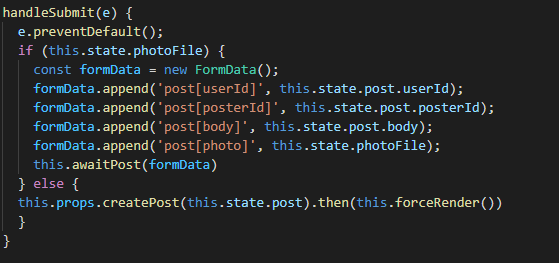 handleSubmit(e) {
e.preventDefault();
if (this.state.photoFile) {
const formData = new FormData();
formData.append('post[userId]', this.state.post.userId);
formData.append('post[posterId]', this.state.post.posterId);
formData.append('post[body]', this.state.post.body);
formData.append('post[photo]', this.state.photoFile);
this.awaitPost(formData)
} else {
this.props.createPost(this.state.post).then(this.forceRender())
}
}